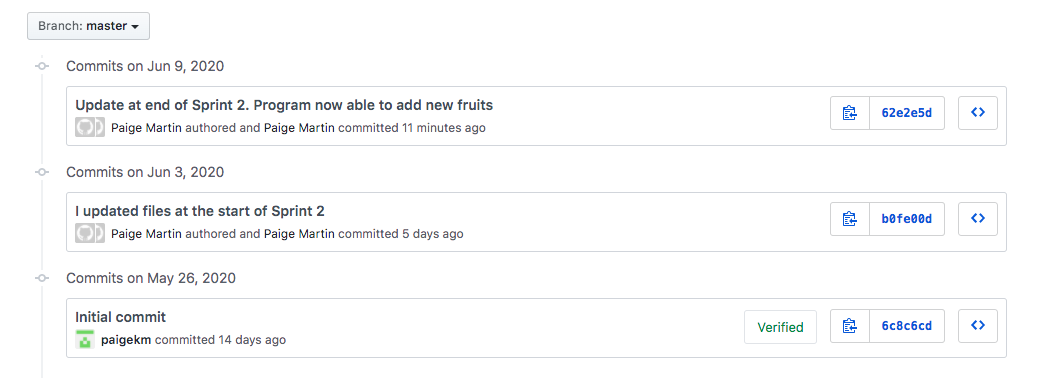 Branch: master
Commits on Jun 9, 2020
Update at end of Sprint 2. Program now able to add new fruits
Paige Martin authored and Paige Martin committed 11 minutes ago
62e2e5d
Commits on Jun 3, 2020
I updated files at the start of Sprint 2
Paige Martin authored and Paige Martin committed 5 days ago
b0fe00d
Commits on May 26, 2020
Initial commit
paigekm committed 14 days ago
Verified
6c8c6cd